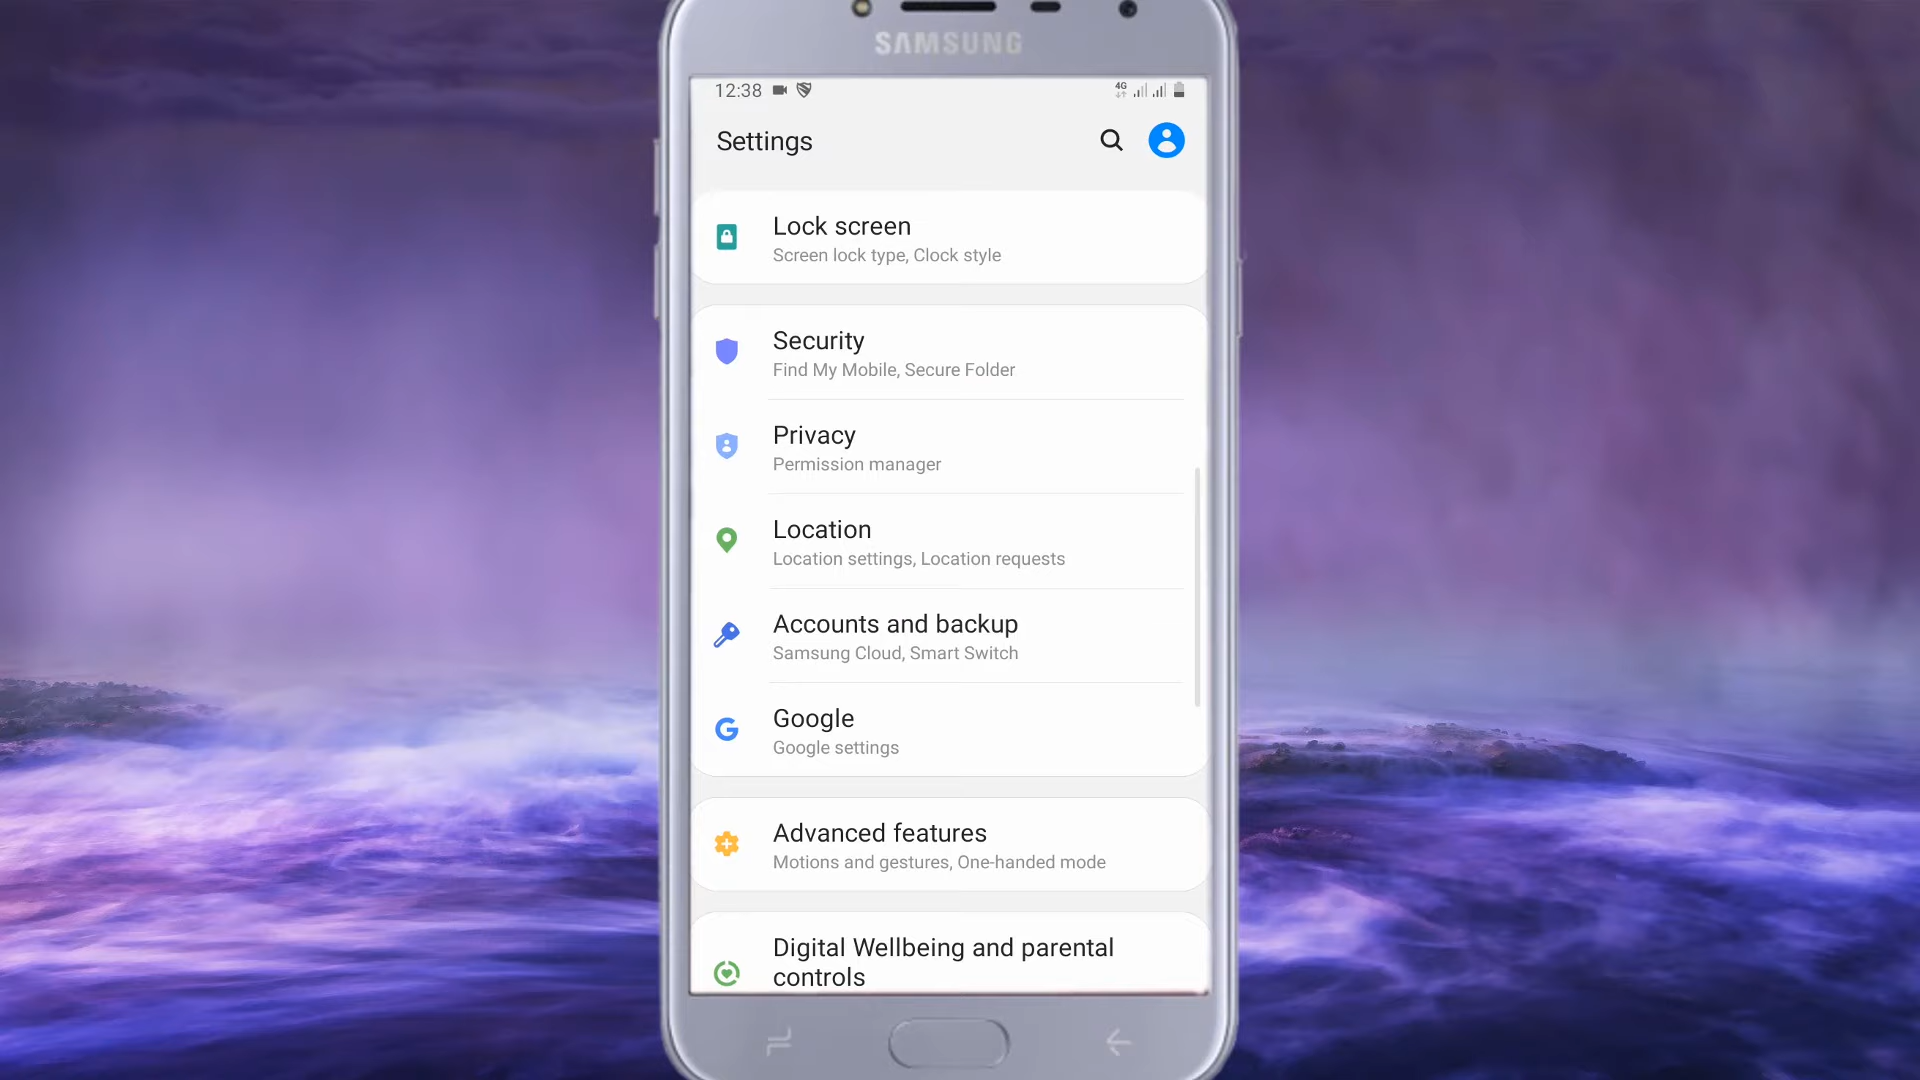 SAMSUNG
12:38
4G
Settings
Lock screen
Screen lock type, Clock style
Security
Find My Mobile, Secure Folder
Privacy
Permission manager
Location
Location settings, Location requests
Accounts and backup
Samsung Cloud, Smart Switch
Google
Google settings
Advanced features
Motions and gestures, One-handed mode
Digital Wellbeing and parental
controls